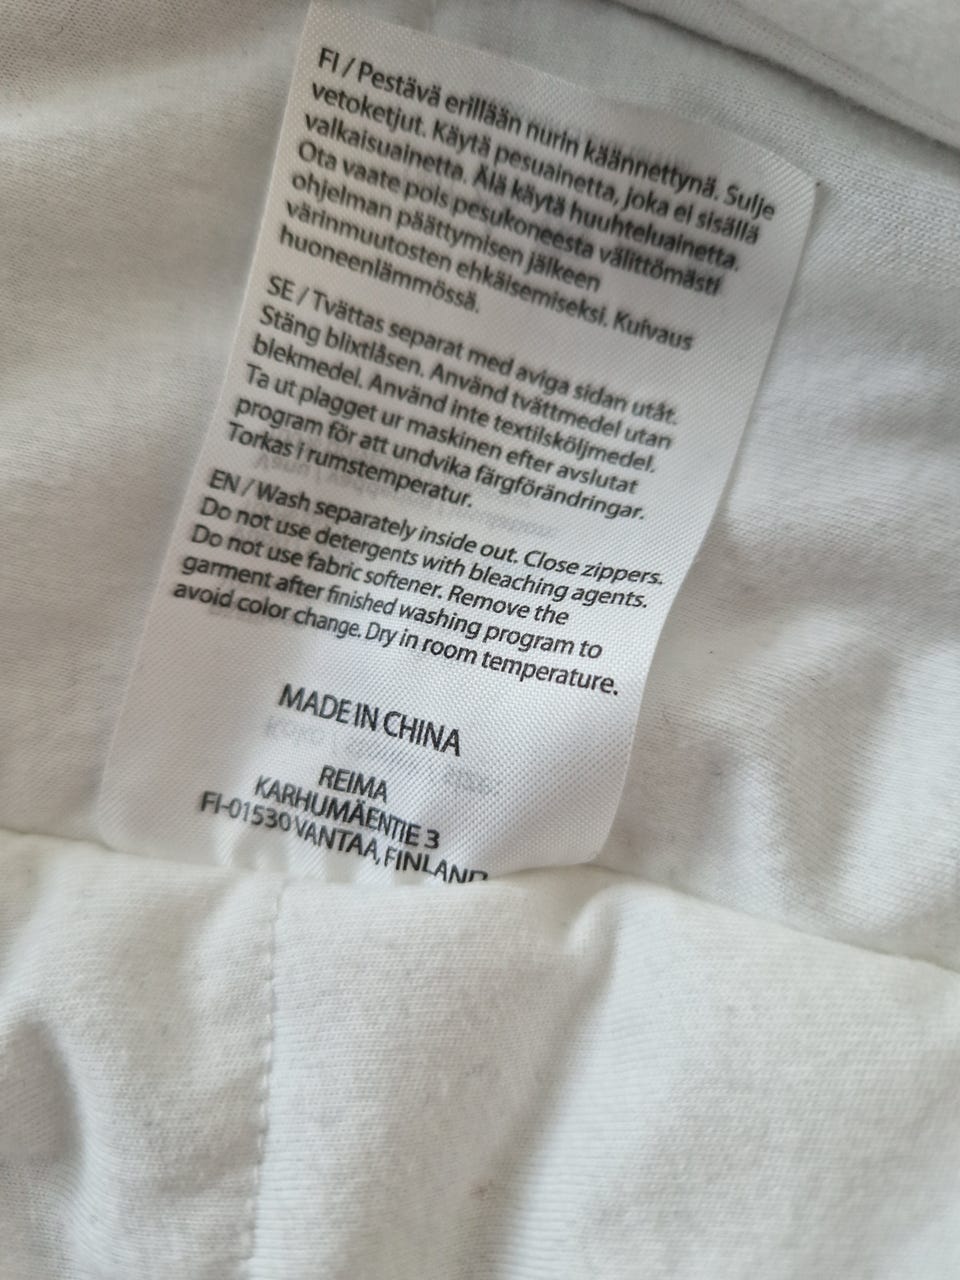 FI / Pestävä erillään nurin käännettynä. Sulje
vetoketjut. Käytä pesuainetta, joka ei sisällä
valkaisuainetta. Älä käytä huuhteluainetta.
Ota vaate pois pesukoneesta välittömästi
ohjelman päättymisen jälkeen
värinmuutosten ehkäisemiseksi. Kuivaus
huoneenlämmössä.
SE / Tvättas separat med aviga sidan utåt.
Stäng blixtlåsen. Använd tvättmedel utan
blekmedel. Använd inte textilsköljmedel.
Ta ut plagget ur maskinen efter avslutat
program för att undvika färgförändringar.
Torkas i rumstemperatur.
EN / Wash separately inside out. Close zippers.
Do not use detergents with bleaching agents.
Do not use fabric softener. Remove the
garment after finished washing program to
avoid color change. Dry in room temperature.
MADE IN CHINA
REIMA
KARHUMÄENTIE 3
FI-01530 VANTAA, FINLAND